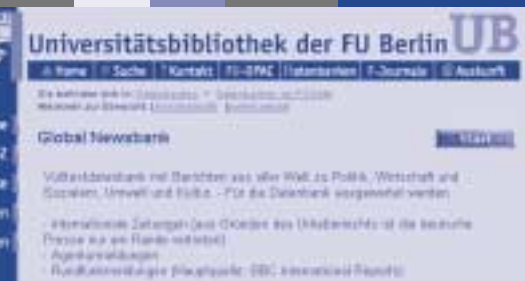 Universitätsbibliothek der FU Berlin UB
Home Suche Kontakt FU-OPAC Datenbanken E-Journals Auskunft
Global Newsbank
Volltextdatenbank mit Berichten aus aller Welt zu Politik, Wirtschaft und
Sozialem, Umwelt und Kultur. - Für die Datenbank ausgewertet werden
- Internationale Zeitungen (aus Gründen des Urheberrechts ist die deutsche
Presse nur am Rande vertreten)
- Agenturmeldungen
- Rundfunkmeldungen (Hauptquelle: BBC International Reports)